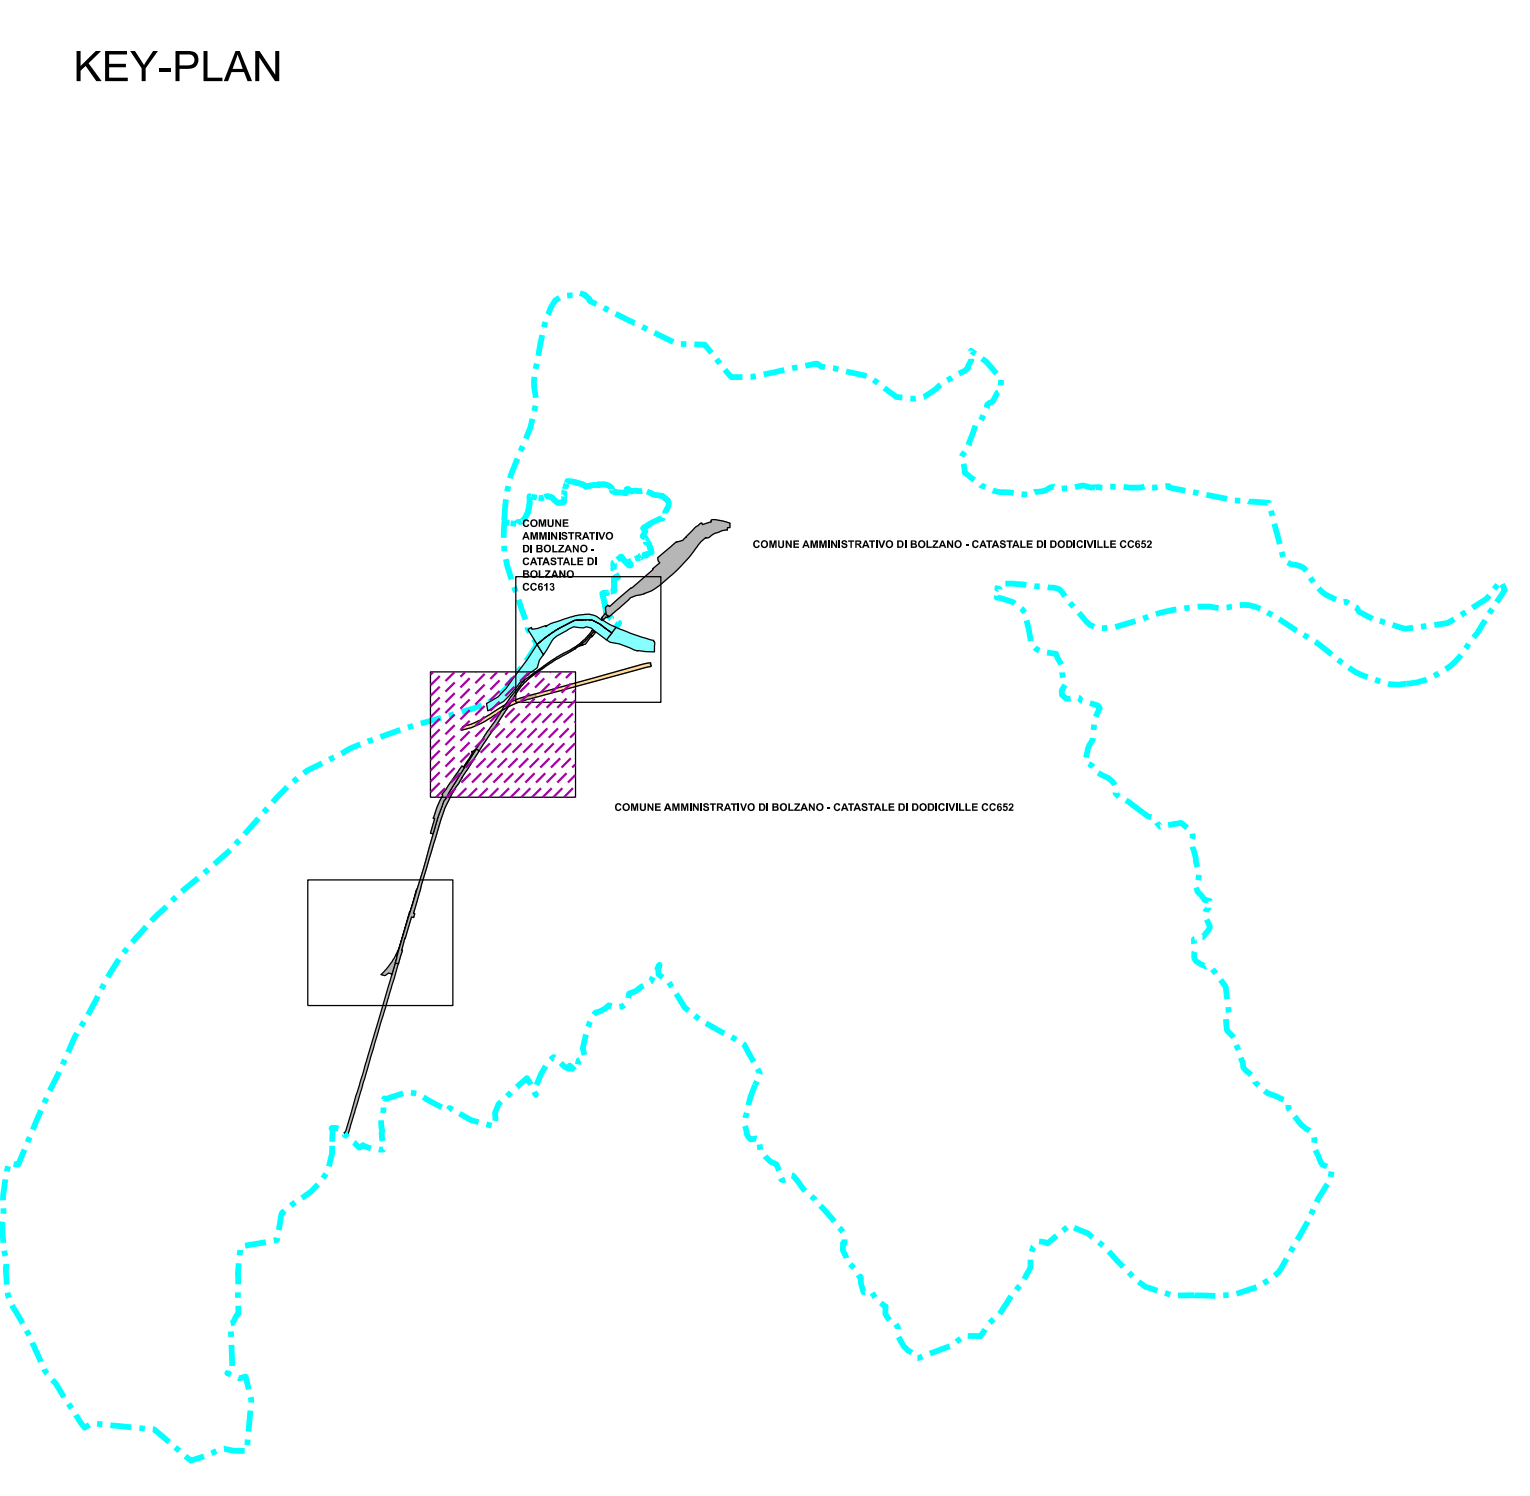 KEY-PLAN
COMUNE
AMMINISTRATIVO
DI BOLZANO -
CATASTALE DI
BOLZANO
CC613
COMUNE AMMINISTRATIVO DI BOLZANO - CATASTALE DI DODICIVILLE CC652
COMUNE AMMINISTRATIVO DI BOLZANO - CATASTALE DI DODICIVILLE CC652